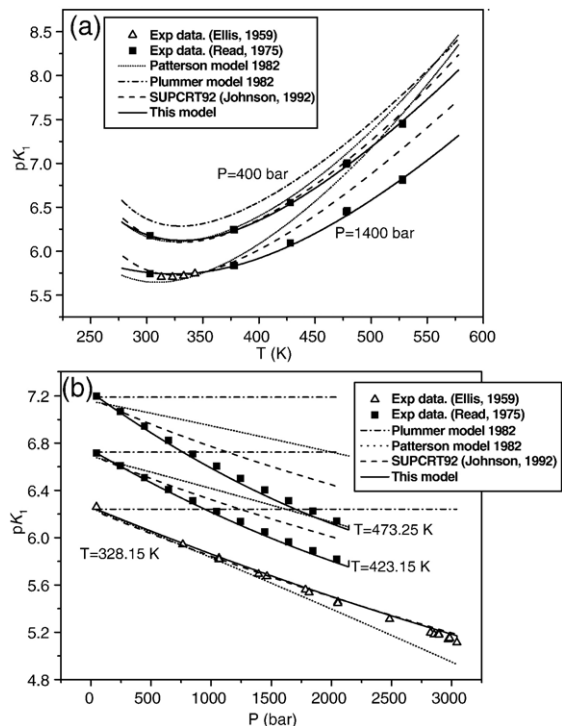 (a)
Exp data. (Ellis, 1959)
Exp data. (Read, 1975)
Patterson model 1982
Plummer model 1982
SUPCRT92 (Johnson, 1992)
This model
8.5
8.0
7.5
7.0
6.5
6.0
5.5
pK1
P=400 bar
P=1400 bar
250 300 350 400 450 500 550 600
T (K)
(b)
Exp data. (Ellis, 1959)
Exp data. (Read, 1975)
Plummer model 1982
Patterson model 1982
SUPCRT92 (Johnson, 1992)
This model
7.2
6.8
6.4
6.0
5.6
5.2
4.8
pK1
T=473.25 K
T=423.15 K
T=328.15 K
0 500 1000 1500 2000 2500 3000
P (bar)